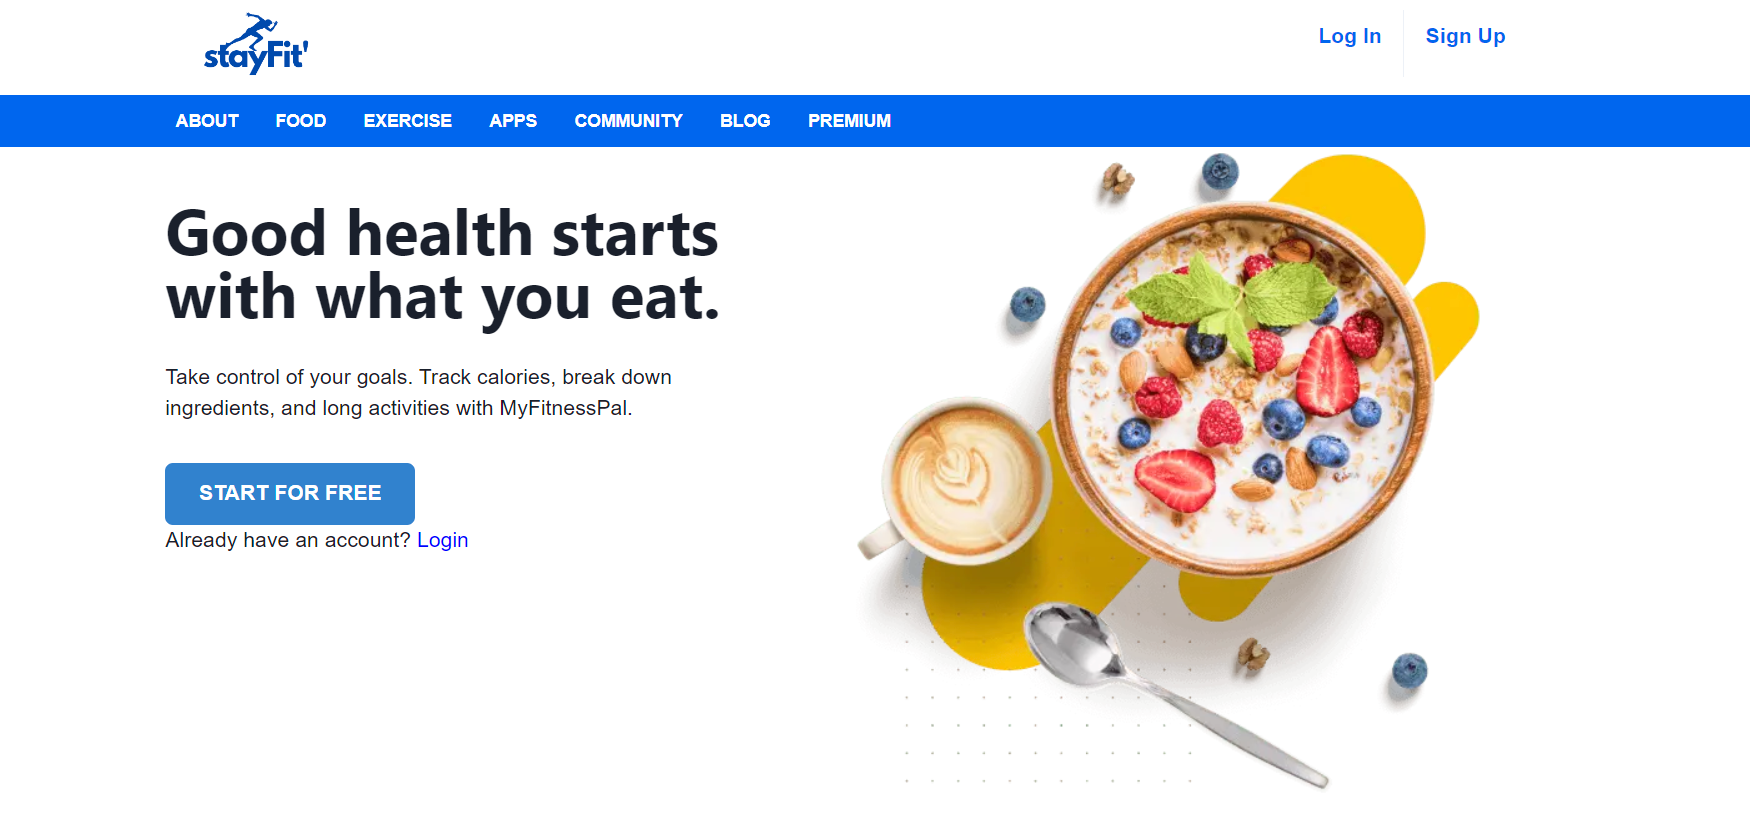 stayFit'
Log In
Sign Up
ABOUT FOOD EXERCISE APPS COMMUNITY BLOG PREMIUM
Good health starts
with what you eat.
Take control of your goals. Track calories, break down
ingredients, and long activities with MyFitnessPal.
START FOR FREE
Already have an account? Login